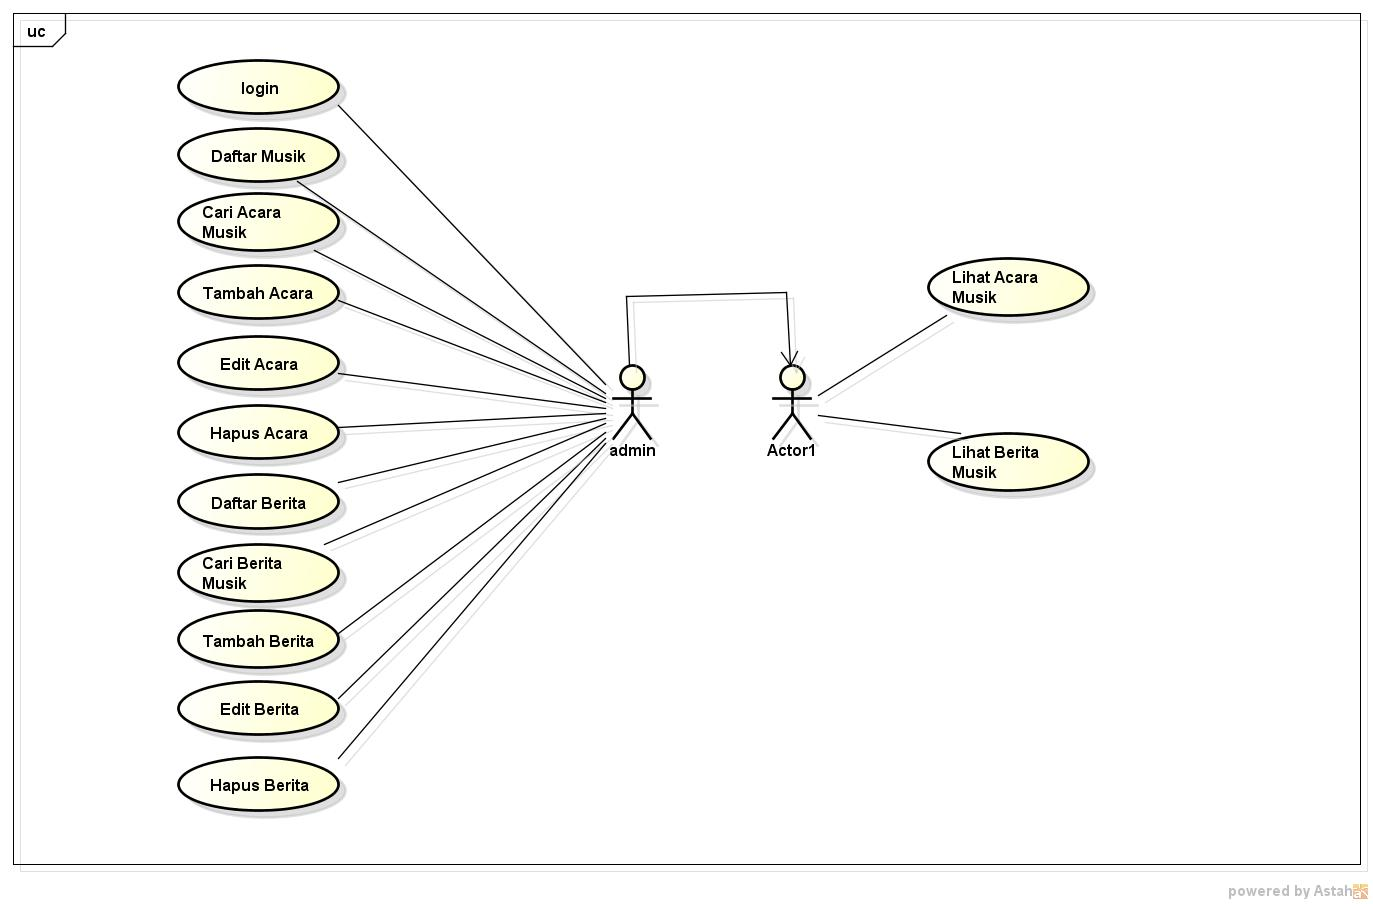 uc
login
Daftar Musik
Cari Acara
Musik
Tambah Acara
Edit Acara
Hapus Acara
Daftar Berita
Cari Berita
Musik
Tambah Berita
Edit Berita
Hapus Berita
admin
Actor1
Lihat Acara
Musik
Lihat Berita
Musik
powered by Astah